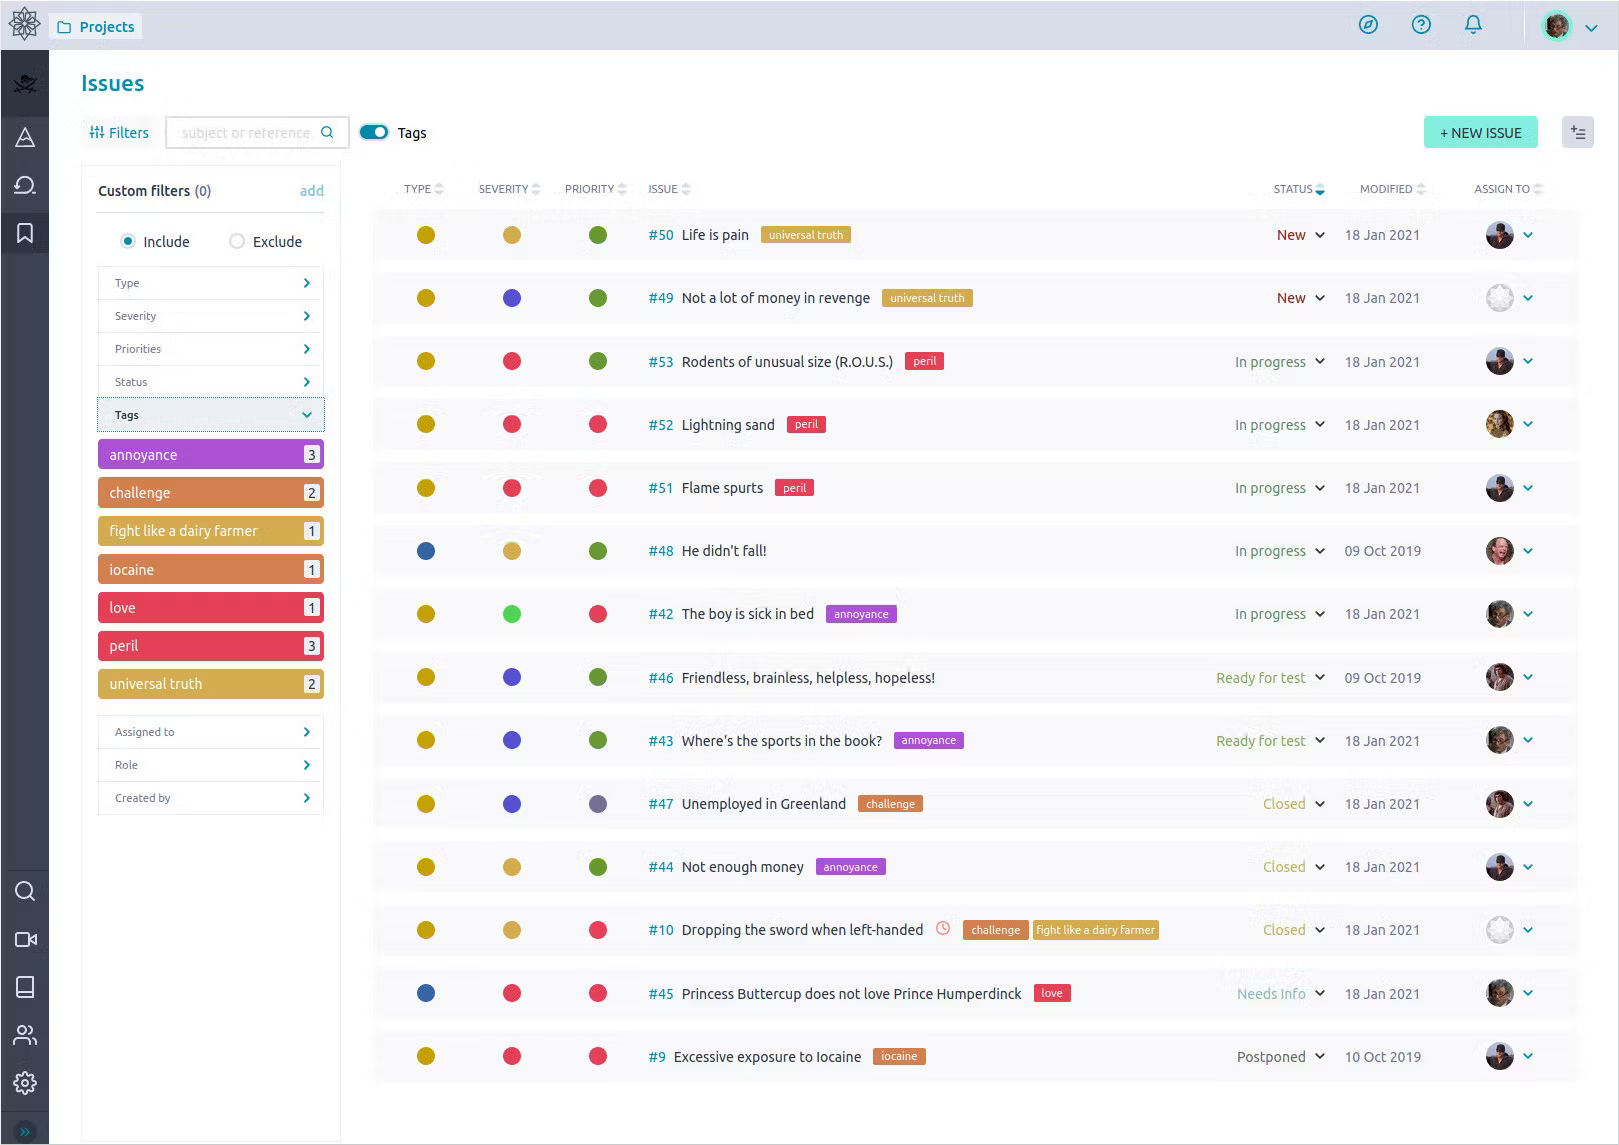 Projects
Issues
Filters subject or reference Tags + NEW ISSUE
Custom filters (0) add
Include Exclude
Type
Severity
Priorities
Status
Tags
annoyance 3
challenge 2
fight like a dairy farmer 1
iocaine 1
love 1
peril 3
universal truth 2
Assigned to
Role
Created by
TYPE SEVERITY PRIORITY ISSUE STATUS MODIFIED ASSIGN TO
#50 Life is pain universal truth New 18 Jan 2021
#49 Not a lot of money in revenge universal truth New 18 Jan 2021
#53 Rodents of unusual size (R.O.U.S.) peril In progress 18 Jan 2021
#52 Lightning sand peril In progress 18 Jan 2021
#51 Flame spurts peril In progress 18 Jan 2021
#48 He didn't fall! In progress 09 Oct 2019
#42 The boy is sick in bed annoyance In progress 18 Jan 2021
#46 Friendless, brainless, helpless, hopeless! Ready for test 09 Oct 2019
#43 Where's the sports in the book? annoyance Ready for test 18 Jan 2021
#47 Unemployed in Greenland challenge Closed 18 Jan 2021
#44 Not enough money annoyance Closed 18 Jan 2021
#10 Dropping the sword when left-handed challenge fight like a dairy farmer Closed 18 Jan 2021
#45 Princess Buttercup does not love Prince Humperdinck love Needs Info 18 Jan 2021
#9 Excessive exposure to Iocaine iocaine Postponed 10 Oct 2019